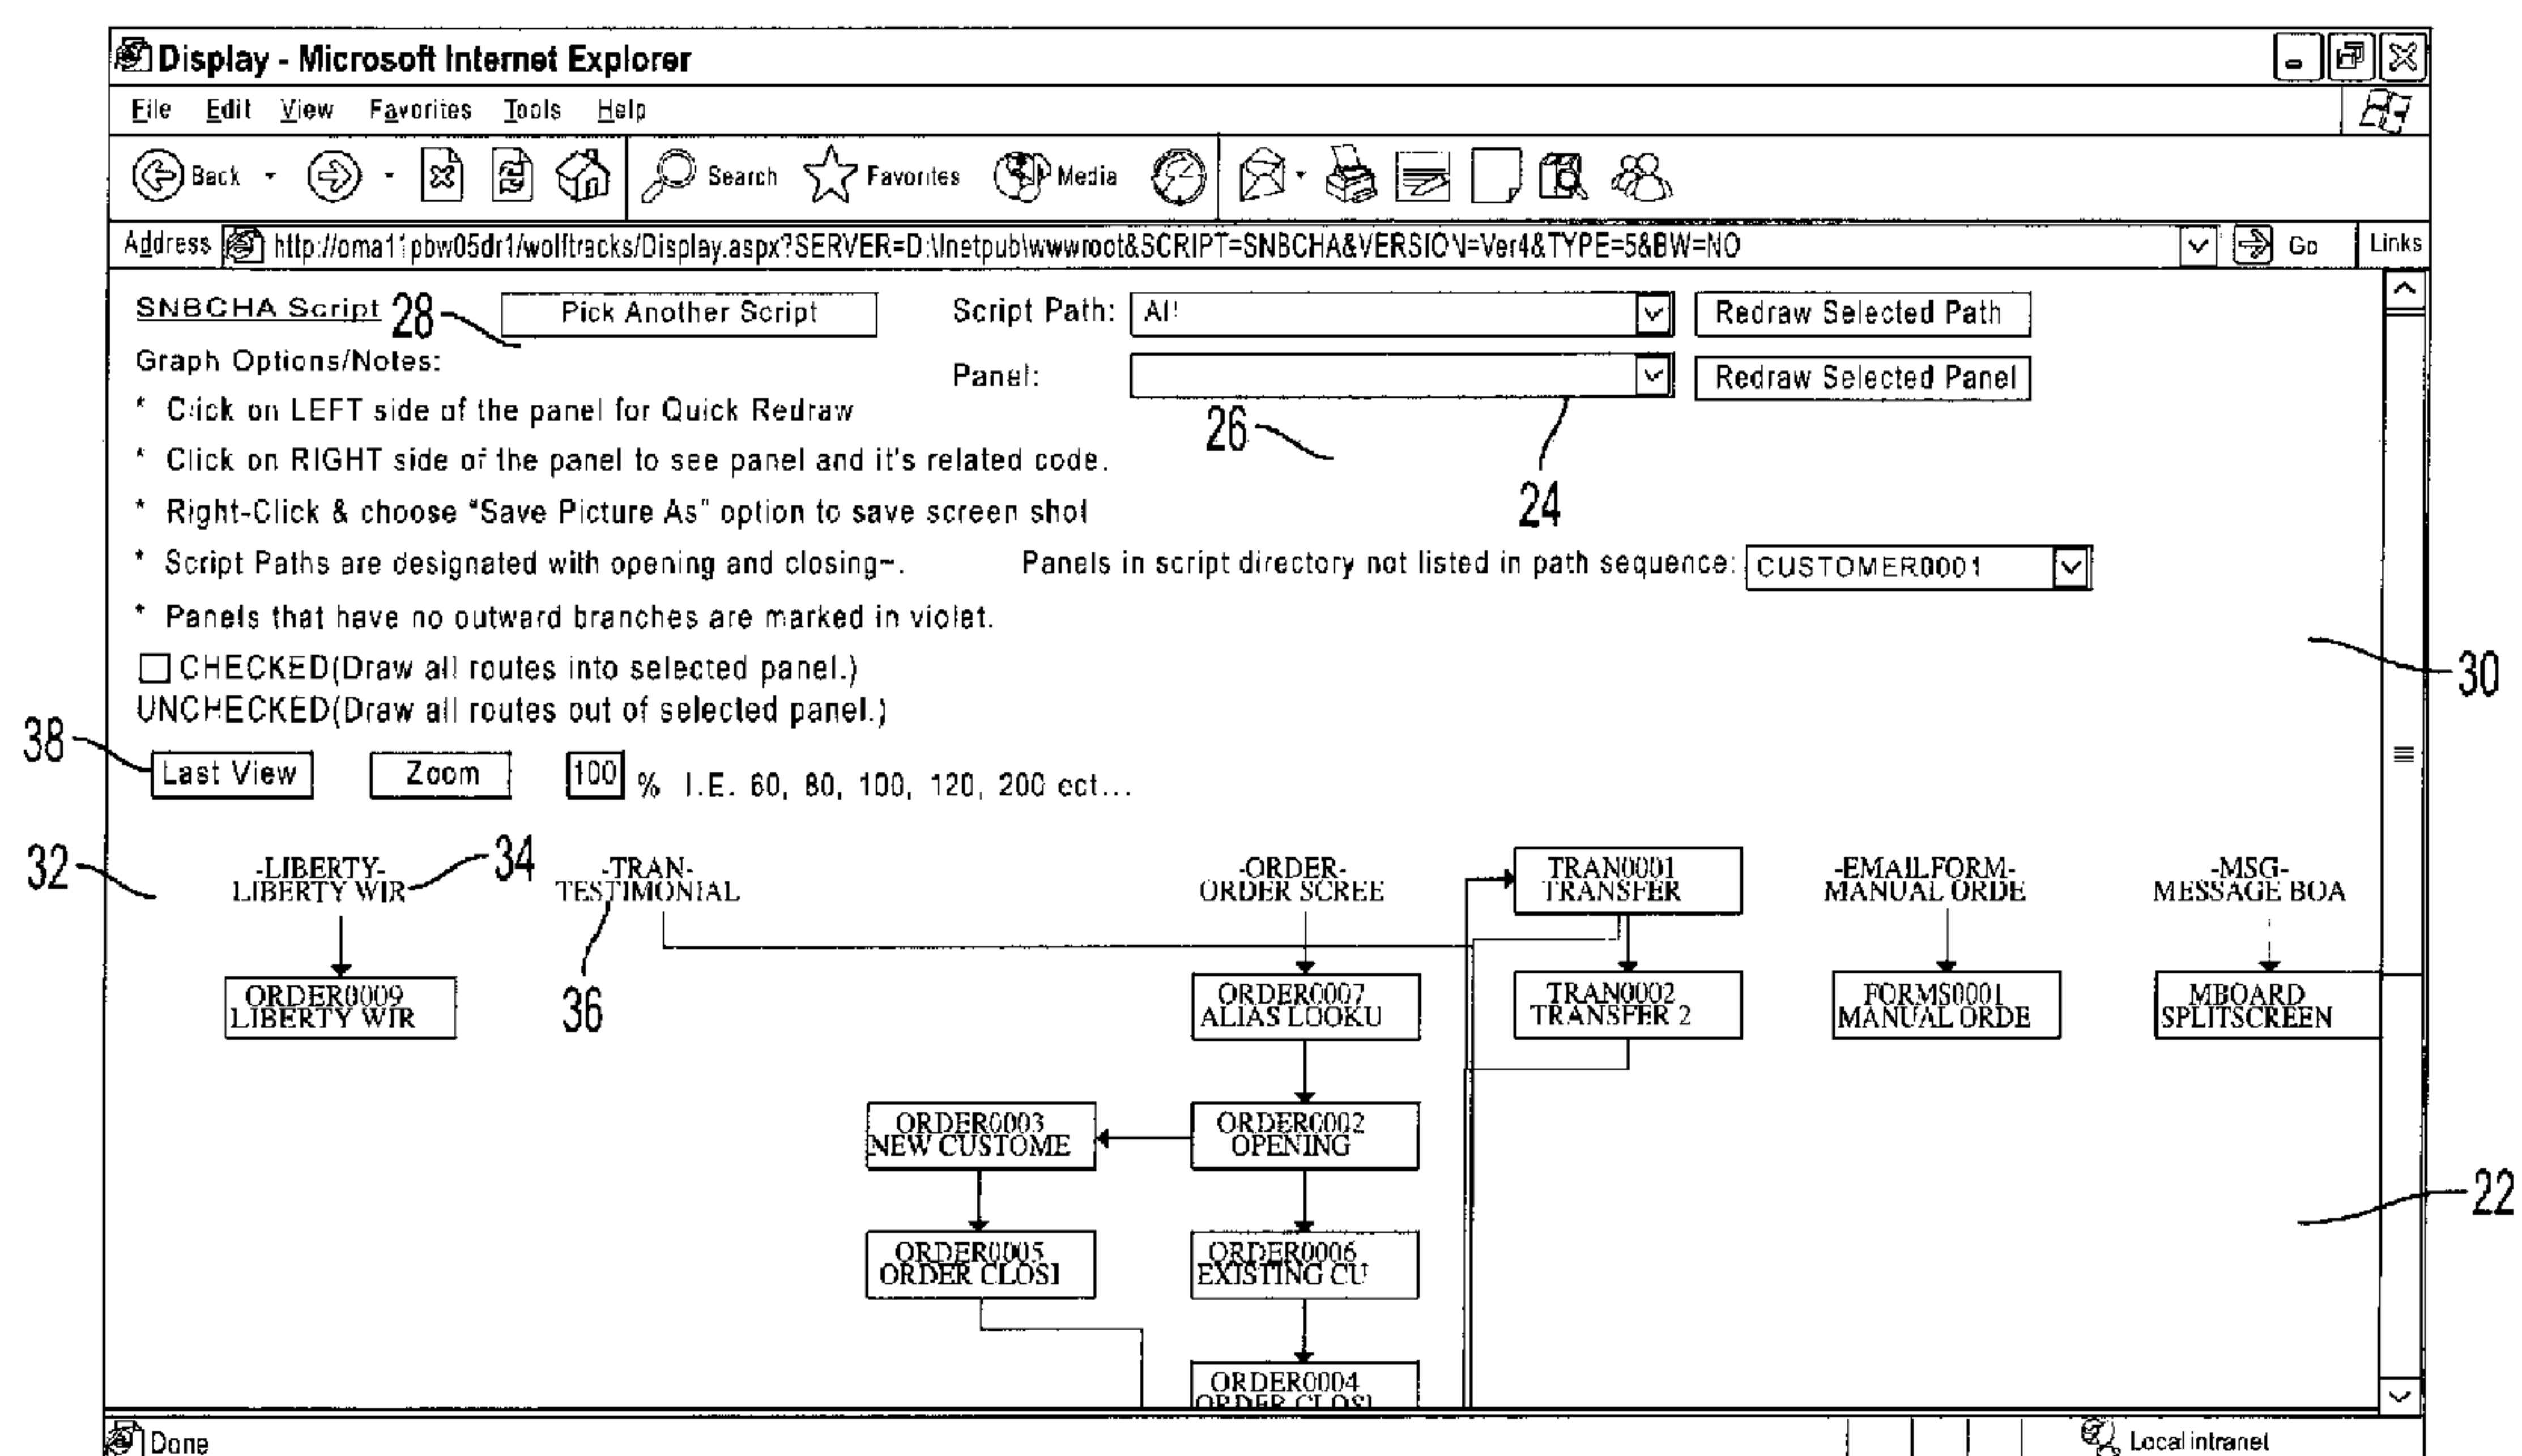 Display - Microsoft Internet Explorer
File Edit View Favorites Tools Help
Back Search Favorites Media
Address http://oma11pbw05dr1/wolftracks/Display.aspx?SERVER=D:\Inetpub\wwwroot&SCRIPT=SNBCHA&VERSION=Ver4&TYPE=5&BW=NO Go Links
SNBCHA Script 28 Pick Another Script Script Path: All Redraw Selected Path
Graph Options/Notes: Panel: Redraw Selected Panel
* Click on LEFT side of the panel for Quick Redraw
26
* Click on RIGHT side of the panel to see panel and it's related code.
24
* Right-Click & choose "Save Picture As" option to save screen shot
* Script Paths are designated with opening and closing~. Panels in script directory not listed in path sequence: CUSTOMER0001
* Panels that have no outward branches are marked in violet.
CHECKED(Draw all routes into selected panel.)
30
UNCHECKED(Draw all routes out of selected panel.)
38
Last View Zoom 100 % I.E. 60, 80, 100, 120, 200 ect...
32
-LIBERTY- 34 -TRAN- -ORDER- TRAN0001 -EMAILFORM- -MSG-
LIBERTY WIR TESTIMONIAL ORDER SCREE TRANSFER MANUAL ORDE MESSAGE BOA
36
ORDER0009 ORDER0007 TRAN0002 FORMS0001 MBOARD
LIBERTY WIR ALIAS LOOKU TRANSFER 2 MANUAL ORDE SPLITSCREEN
ORDER0003 ORDER0002
NEW CUSTOME OPENING
22
ORDER0005 ORDER0006
ORDER CLOSI EXISTING CU
ORDER0004
ORDER CLOSI
Done Local intranet